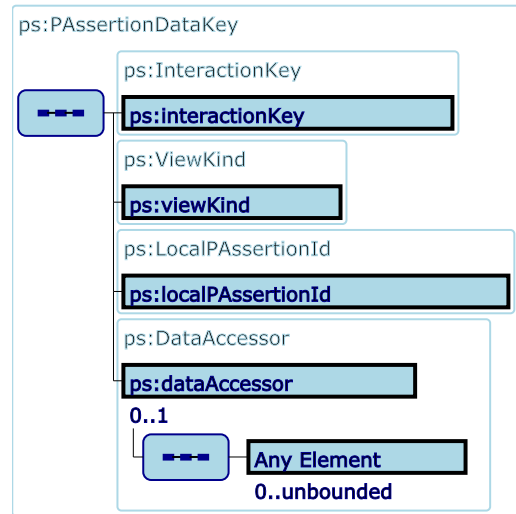 ps:PAssertionDataKey
ps:InteractionKey
ps:interactionKey
ps:ViewKind
ps:viewKind
ps:LocalPAssertionId
ps:localPAssertionId
ps:DataAccessor
ps:dataAccessor
0..1
Any Element
0..unbounded